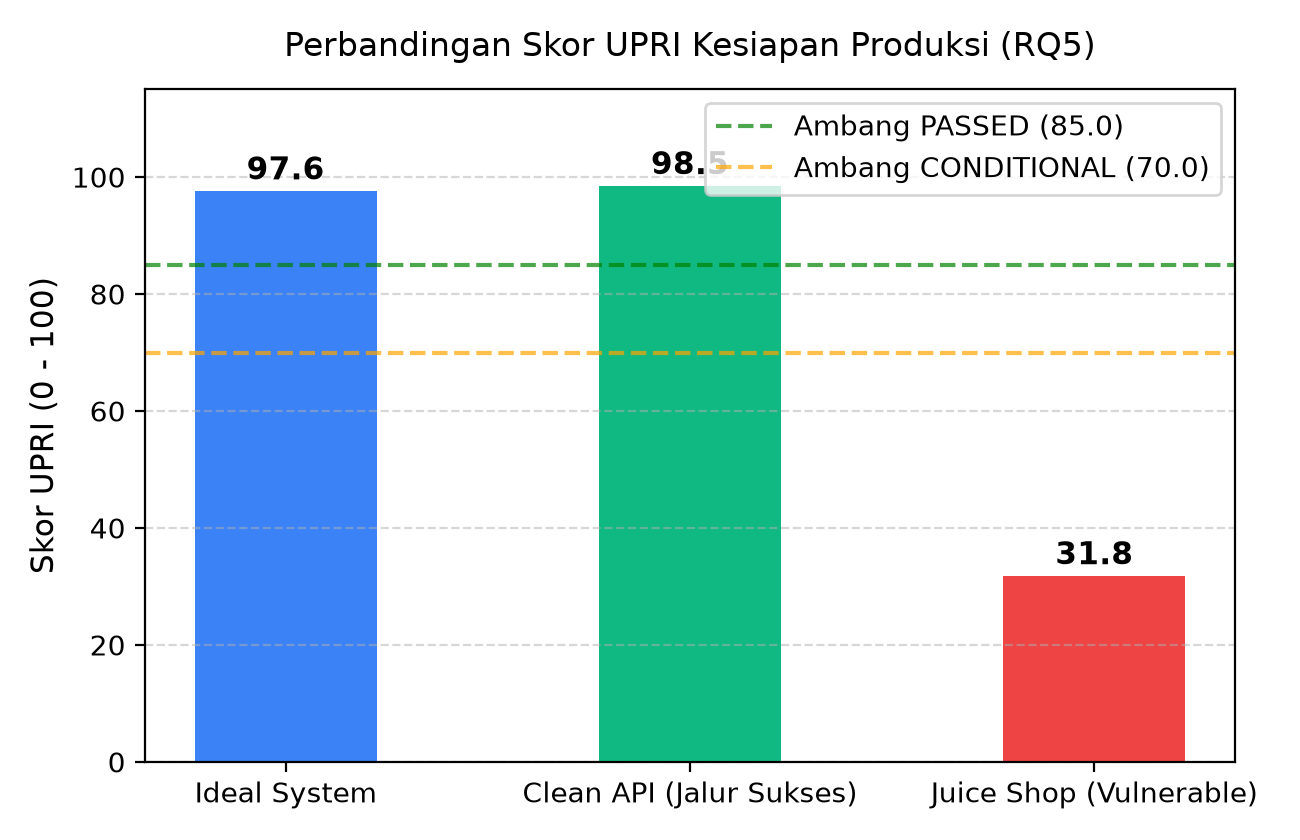 Perbandingan Skor UPRI Kesiapan Produksi (RQ5)
Ambang PASSED (85.0)
Ambang CONDITIONAL (70.0)
97.6
98.5
31.8
Skor UPRI (0 - 100)
100
80
60
40
20
0
Ideal System
Clean API (Jalur Sukses)
Juice Shop (Vulnerable)